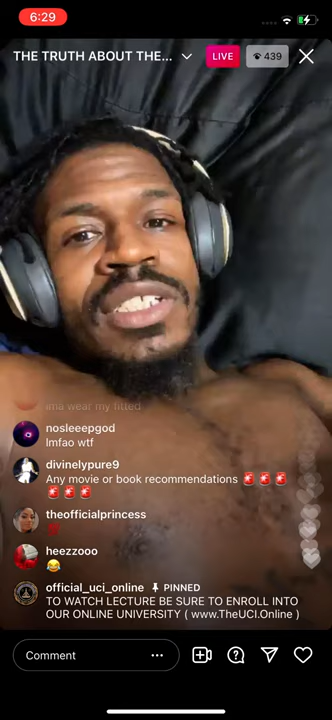 6:29
THE TRUTH ABOUT THE...
LIVE
439
ima wear my fitted
nosleeepgod
lmfao wtf
divinelypure9
Any movie or book recommendations 🚨 🚨 🚨
🚨 🚨 🚨
theofficialprincess
💯
heezzooo
😂
official_uci_online PINNED
TO WATCH LECTURE BE SURE TO ENROLL INTO
OUR ONLINE UNIVERSITY ( www.TheUCI.Online )
Comment